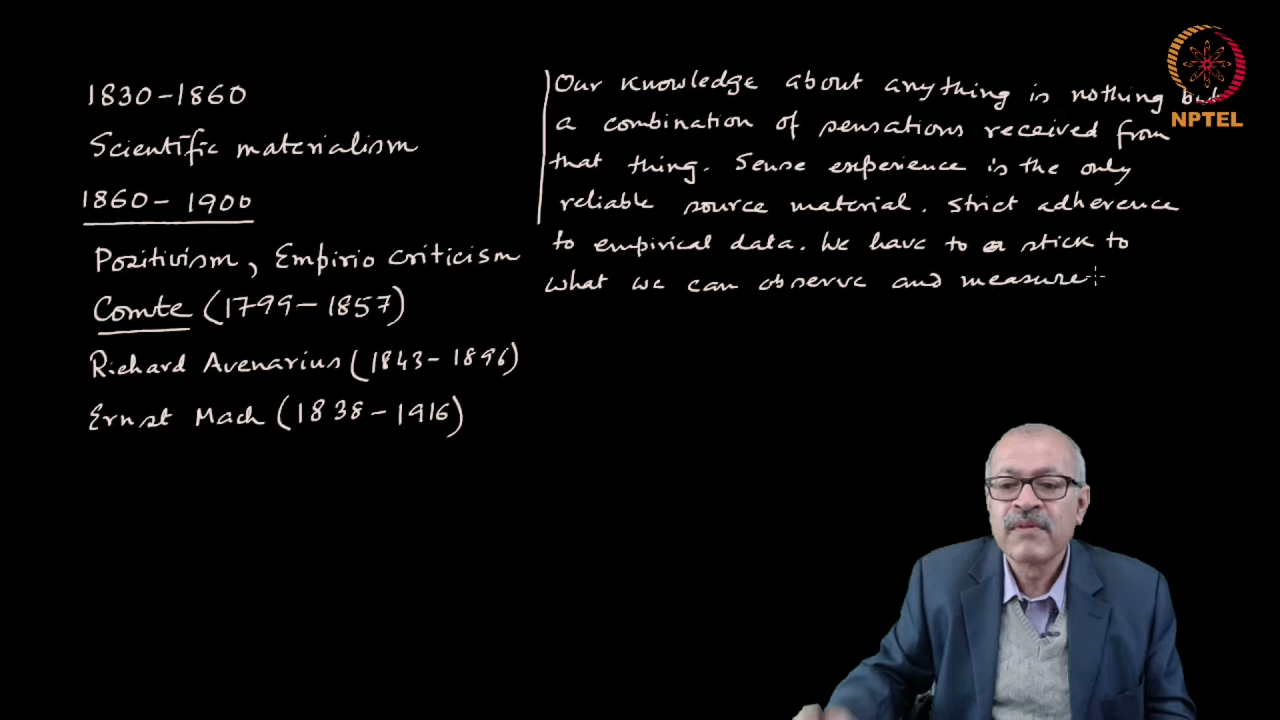 1830-1860
Scientific materialism
1860-1900
Positivism, Empirio criticism
Comte (1799-1857)
Richard Avenarius (1843-1896)
Ernst Mach (1838-1916)
Our knowledge about anything is nothing but
a combination of sensations received from
that thing. Sense experience is the only
reliable source material. Strict adherence
to empirical data. We have to stick to
what we can observe and measure
NPTEL